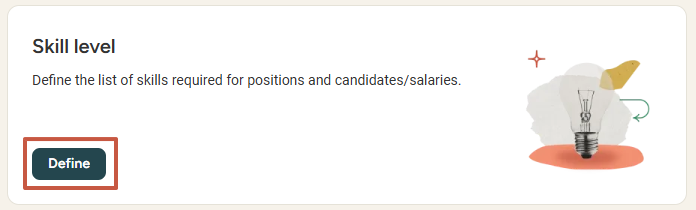 Skill level
Define the list of skills required for positions and candidates/salaries.
Define